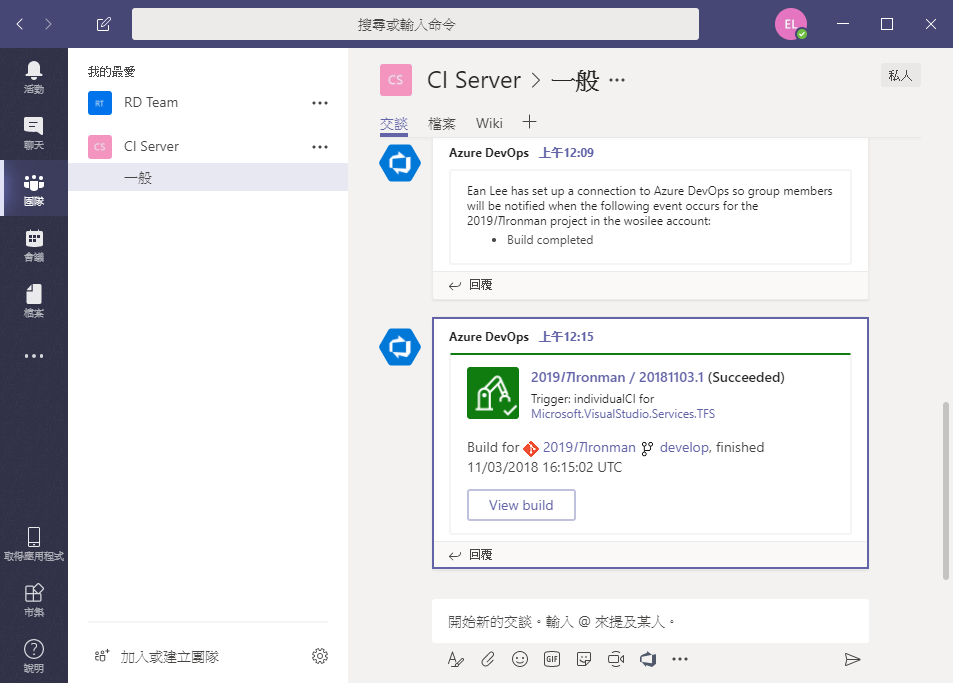 搜尋或輸入命令
EL
活動
聊天
團隊
會議
檔案
取得應用程式
市集
說明
我的最愛
RT RD Team
CS CI Server
一般
加入或建立團隊
CS CI Server > 一般
私人
交談 檔案 Wiki
Azure DevOps 上午12:09
Ean Lee has set up a connection to Azure DevOps so group members
will be notified when the following event occurs for the
2019iTIronman project in the wosilee account:
• Build completed
回覆
Azure DevOps 上午12:15
2019iTIronman / 20181103.1 (Succeeded)
Trigger: individualCI for
Microsoft.VisualStudio.Services.TFS
Build for 2019iTIronman develop, finished
11/03/2018 16:15:02 UTC
View build
回覆
開始新的交談。輸入 @ 來提及某人。
GIF